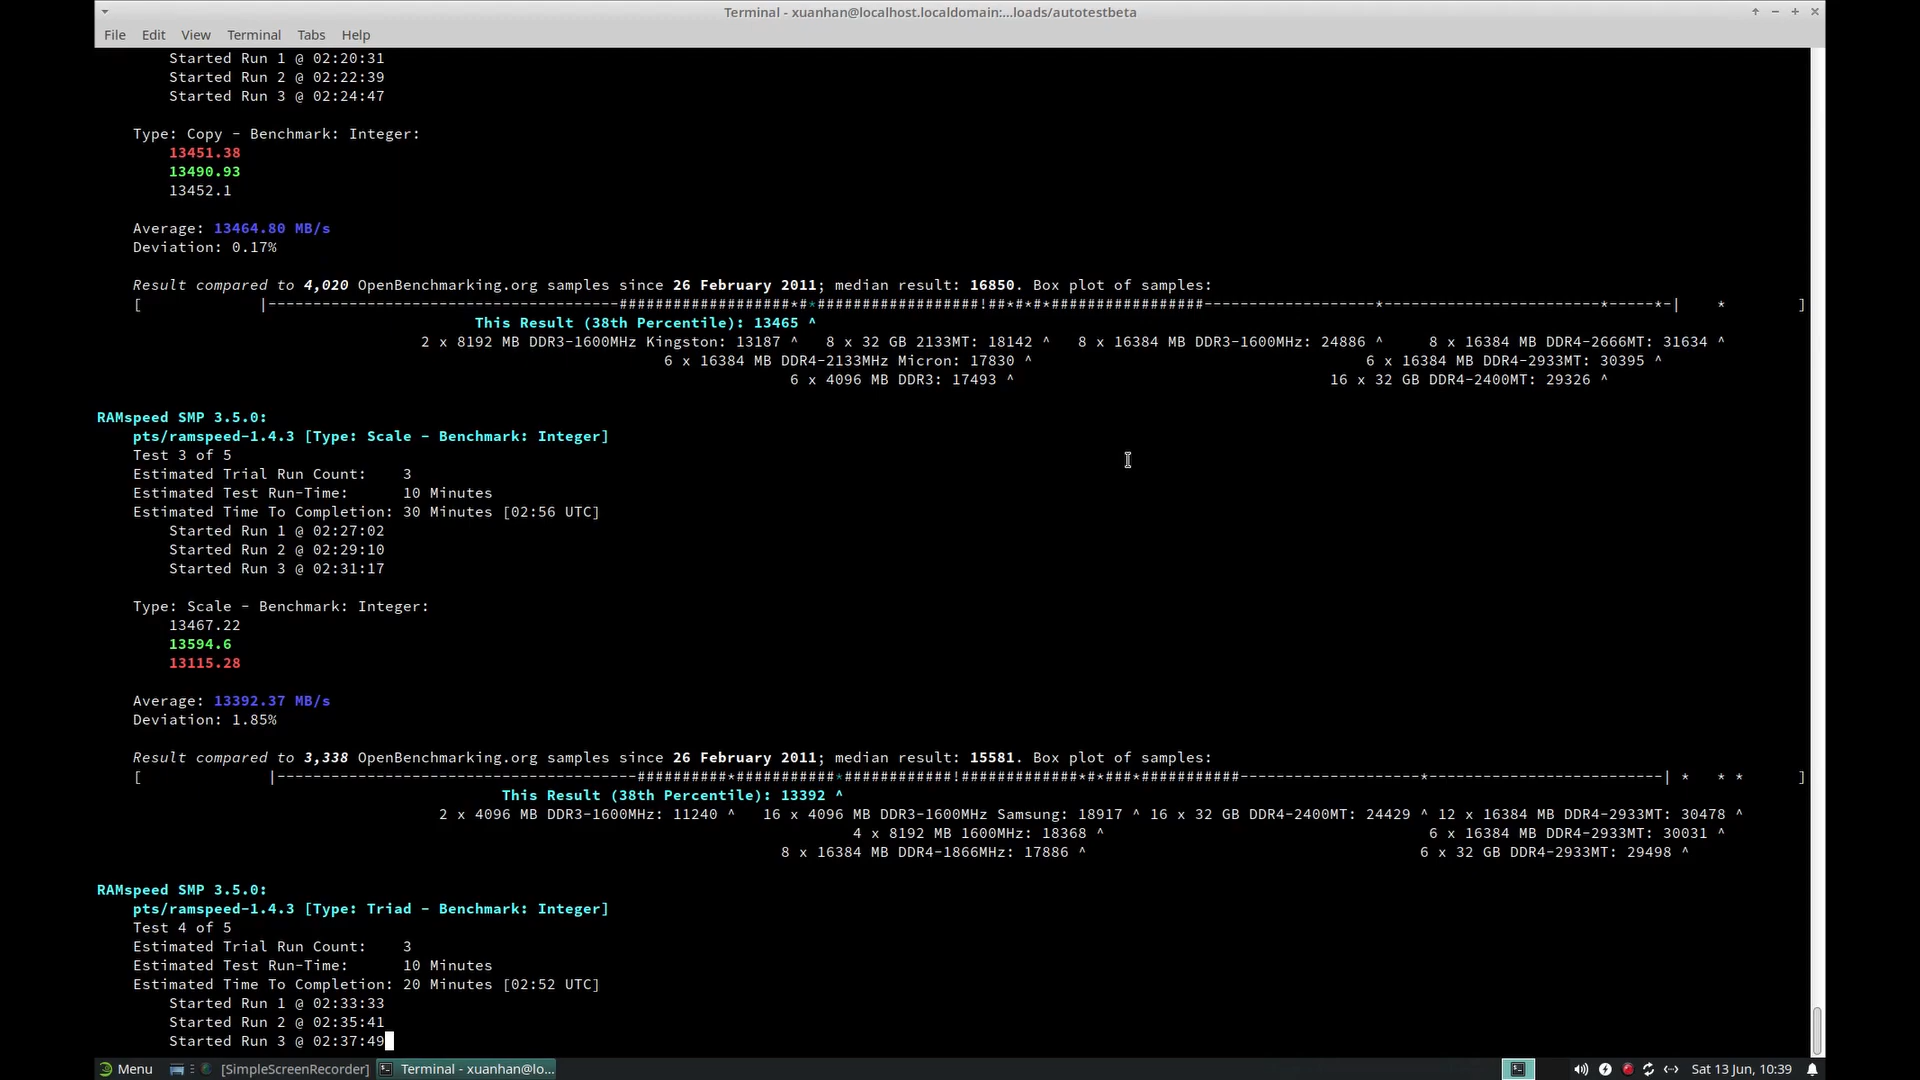 Terminal - xuanhan@localhost.localdomain:...loads/autotestbeta
File Edit View Terminal Tabs Help
Started Run 1 @ 02:20:31
Started Run 2 @ 02:22:39
Started Run 3 @ 02:24:47
Type: Copy - Benchmark: Integer:
13451.38
13490.93
13452.1
Average: 13464.80 MB/s
Deviation: 0.17%
Result compared to 4,020 OpenBenchmarking.org samples since 26 February 2011; median result: 16850. Box plot of samples:
[ |---------------------------------------###################*#*##################!##*#*#*#################-------------------*------------------------*-----*-| * ]
This Result (38th Percentile): 13465 ^
2 x 8192 MB DDR3-1600MHz Kingston: 13187 ^ 8 x 32 GB 2133MT: 18142 ^ 8 x 16384 MB DDR3-1600MHz: 24886 ^ 8 x 16384 MB DDR4-2666MT: 31634 ^
6 x 16384 MB DDR4-2133MHz Micron: 17830 ^ 6 x 16384 MB DDR4-2933MT: 30395 ^
6 x 4096 MB DDR3: 17493 ^ 16 x 32 GB DDR4-2400MT: 29326 ^
RAMspeed SMP 3.5.0:
pts/ramspeed-1.4.3 [Type: Scale - Benchmark: Integer]
Test 3 of 5
Estimated Trial Run Count: 3
Estimated Test Run-Time: 10 Minutes
Estimated Time To Completion: 30 Minutes [02:56 UTC]
Started Run 1 @ 02:27:02
Started Run 2 @ 02:29:10
Started Run 3 @ 02:31:17
Type: Scale - Benchmark: Integer:
13467.22
13594.6
13115.28
Average: 13392.37 MB/s
Deviation: 1.85%
Result compared to 3,338 OpenBenchmarking.org samples since 26 February 2011; median result: 15581. Box plot of samples:
[ |----------------------------------------##########*###########*############!#############*#*###*###########--------------------*--------------------------| * * * ]
This Result (38th Percentile): 13392 ^
2 x 4096 MB DDR3-1600MHz: 11240 ^ 16 x 4096 MB DDR3-1600MHz Samsung: 18917 ^ 16 x 32 GB DDR4-2400MT: 24429 ^ 12 x 16384 MB DDR4-2933MT: 30478 ^
4 x 8192 MB 1600MHz: 18368 ^ 6 x 16384 MB DDR4-2933MT: 30031 ^
8 x 16384 MB DDR4-1866MHz: 17886 ^ 6 x 32 GB DDR4-2933MT: 29498 ^
RAMspeed SMP 3.5.0:
pts/ramspeed-1.4.3 [Type: Triad - Benchmark: Integer]
Test 4 of 5
Estimated Trial Run Count: 3
Estimated Test Run-Time: 10 Minutes
Estimated Time To Completion: 20 Minutes [02:52 UTC]
Started Run 1 @ 02:33:33
Started Run 2 @ 02:35:41
Started Run 3 @ 02:37:49
Menu [SimpleScreenRecorder] Terminal - xuanhan@lo... Sat 13 Jun, 10:39